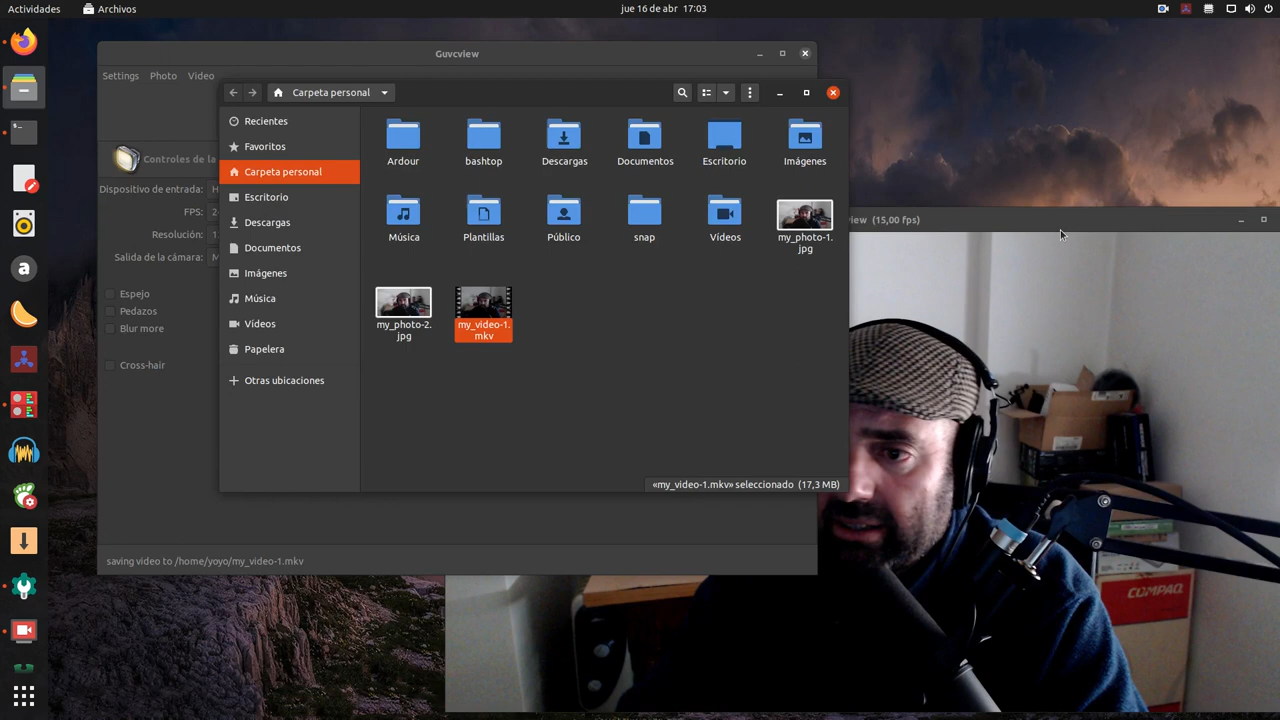 Actividades
Archivos
jue 16 de abr 17:03
Guvcview
Settings Photo Video
Carpeta personal
Controles de la
Dispositivo de entrada:
FPS:
Resolución:
Salida de la cámara:
Espejo
Pedazos
Blur more
Cross-hair
Recientes
Favoritos
Carpeta personal
Escritorio
Descargas
Documentos
Imágenes
Música
Vídeos
Papelera
Otras ubicaciones
Ardour
bashtop
Descargas
Documentos
Escritorio
Imágenes
Música
Plantillas
Público
snap
Vídeos
my_photo-1.
jpg
my_photo-2.
jpg
my_video-1.
mkv
«my_video-1.mkv» seleccionado (17,3 MB)
saving video to /home/yoyo/my_video-1.mkv
view (15,00 fps)
COMPAQ